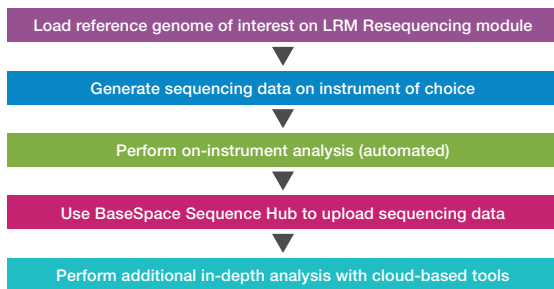 Load reference genome of interest on LRM Resequencing module
Generate sequencing data on instrument of choice
Perform on-instrument analysis (automated)
Use BaseSpace Sequence Hub to upload sequencing data
Perform additional in-depth analysis with cloud-based tools